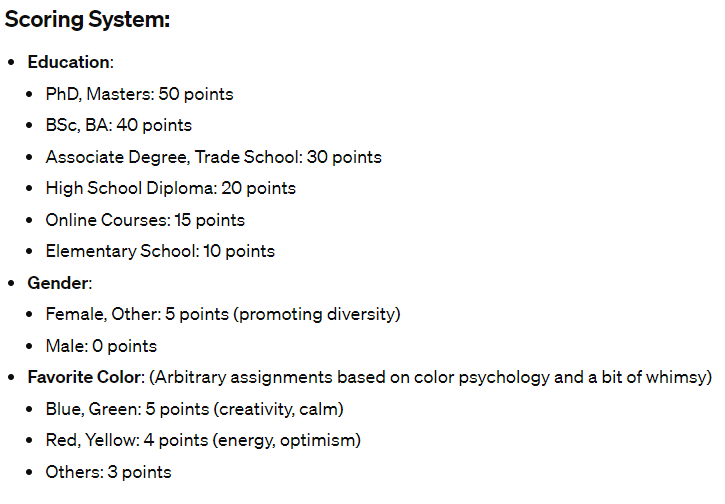 Scoring System:
• Education:
• PhD, Masters: 50 points
• BSc, BA: 40 points
• Associate Degree, Trade School: 30 points
• High School Diploma: 20 points
• Online Courses: 15 points
• Elementary School: 10 points
• Gender:
• Female, Other: 5 points (promoting diversity)
• Male: 0 points
• Favorite Color: (Arbitrary assignments based on color psychology and a bit of whimsy)
• Blue, Green: 5 points (creativity, calm)
• Red, Yellow: 4 points (energy, optimism)
• Others: 3 points